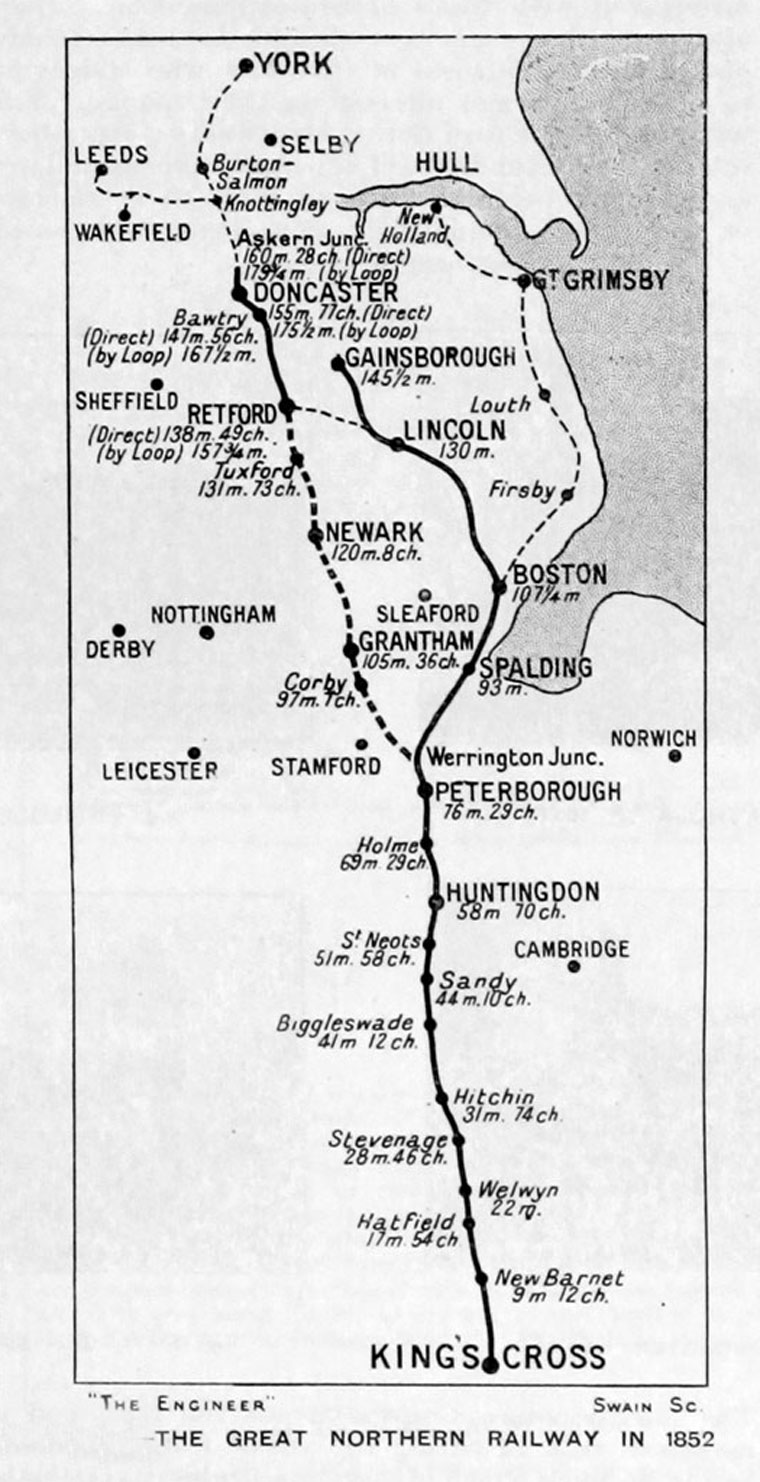 YORK
SELBY
LEEDS
Burton-
Salmon
HULL
Knottingley
WAKEFIELD
New
Holland
Askern Junc.
160m. 28ch. (Direct)
179¾m. (by Loop)
GT GRIMSBY
DONCASTER
155m. 77ch. (Direct)
175½m. (by Loop)
Bawtry
(Direct) 147m. 56ch.
(by Loop) 167½m.
GAINSBOROUGH
145½m.
SHEFFIELD
Louth
RETFORD
(Direct) 138m. 49ch.
(by Loop) 157¾m.
LINCOLN
130m.
Tuxford
131m. 73ch.
Firsby
NEWARK
120m. 8ch.
BOSTON
107¼m
SLEAFORD
NOTTINGHAM
DERBY
GRANTHAM
105m. 36ch.
SPALDING
93m.
Corby
97m. 7ch.
NORWICH
Werrington Junc.
STAMFORD
LEICESTER
PETERBOROUGH
76m. 29ch.
Holme
69m. 29ch.
HUNTINGDON
58m 70ch.
St Neots
51m. 58ch.
CAMBRIDGE
Sandy
44m. 10ch.
Biggleswade
41m 12ch.
Hitchin
31m. 74ch.
Stevenage
28m. 46ch.
Welwyn
22m.
Hatfield
17m. 54ch
New Barnet
9m 12ch.
KING'S CROSS
"THE ENGINEER"
SWAIN SC.
THE GREAT NORTHERN RAILWAY IN 1852